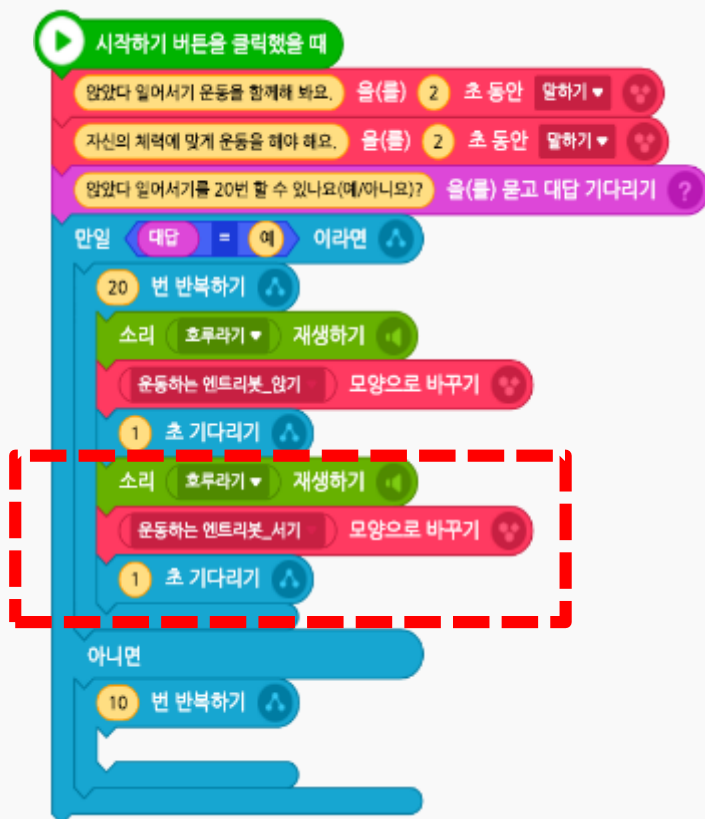 시작하기 버튼을 클릭했을 때
앉았다 일어서기 운동을 함께해 봐요. 을(를) 2 초 동안 말하기
자신의 체력에 맞게 운동을 해야 해요. 을(를) 2 초 동안 말하기
앉았다 일어서기를 20번 할 수 있나요(예/아니요)? 을(를) 묻고 대답 기다리기 ?
만일 대답 = 예 이라면
20 번 반복하기
소리 호루라기 재생하기
운동하는 엔트리봇_앉기 모양으로 바꾸기
1 초 기다리기
소리 호루라기 재생하기
운동하는 엔트리봇_서기 모양으로 바꾸기
1 초 기다리기
아니면
10 번 반복하기